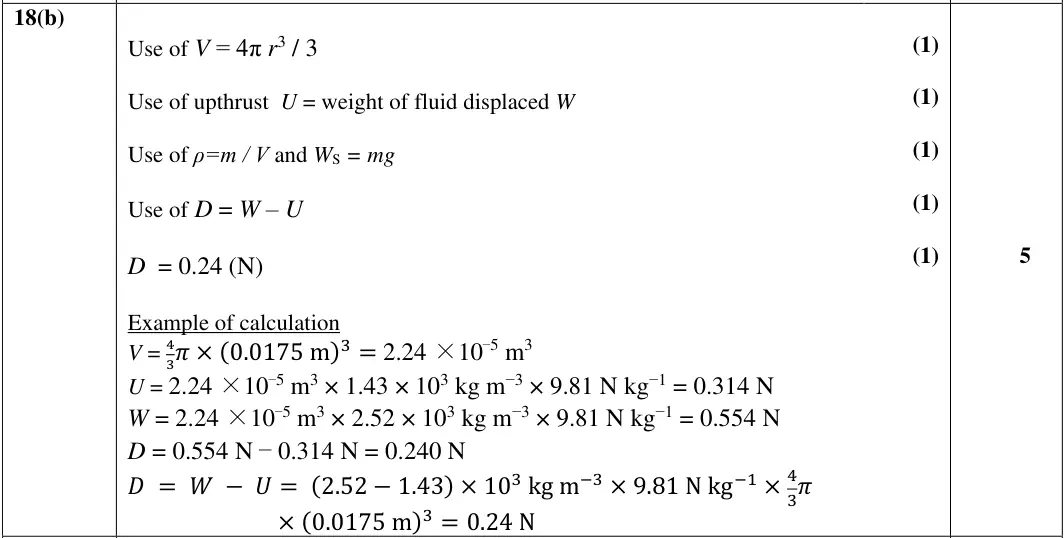 18(b)
Use of V = 4π r³ / 3 (1)
Use of upthrust U = weight of fluid displaced W (1)
Use of ρ=m / V and W_S = mg (1)
Use of D = W – U (1)
D = 0.24 (N) (1) 5
Example of calculation
V = 4/3 π × (0.0175 m)³ = 2.24 ×10⁻⁵ m³
U = 2.24 ×10⁻⁵ m³ × 1.43 × 10³ kg m⁻³ × 9.81 N kg⁻¹ = 0.314 N
W = 2.24 ×10⁻⁵ m³ × 2.52 × 10³ kg m⁻³ × 9.81 N kg⁻¹ = 0.554 N
D = 0.554 N − 0.314 N = 0.240 N
D = W − U = (2.52 − 1.43) × 10³ kg m⁻³ × 9.81 N kg⁻¹ × 4/3 π
× (0.0175 m)³ = 0.24 N